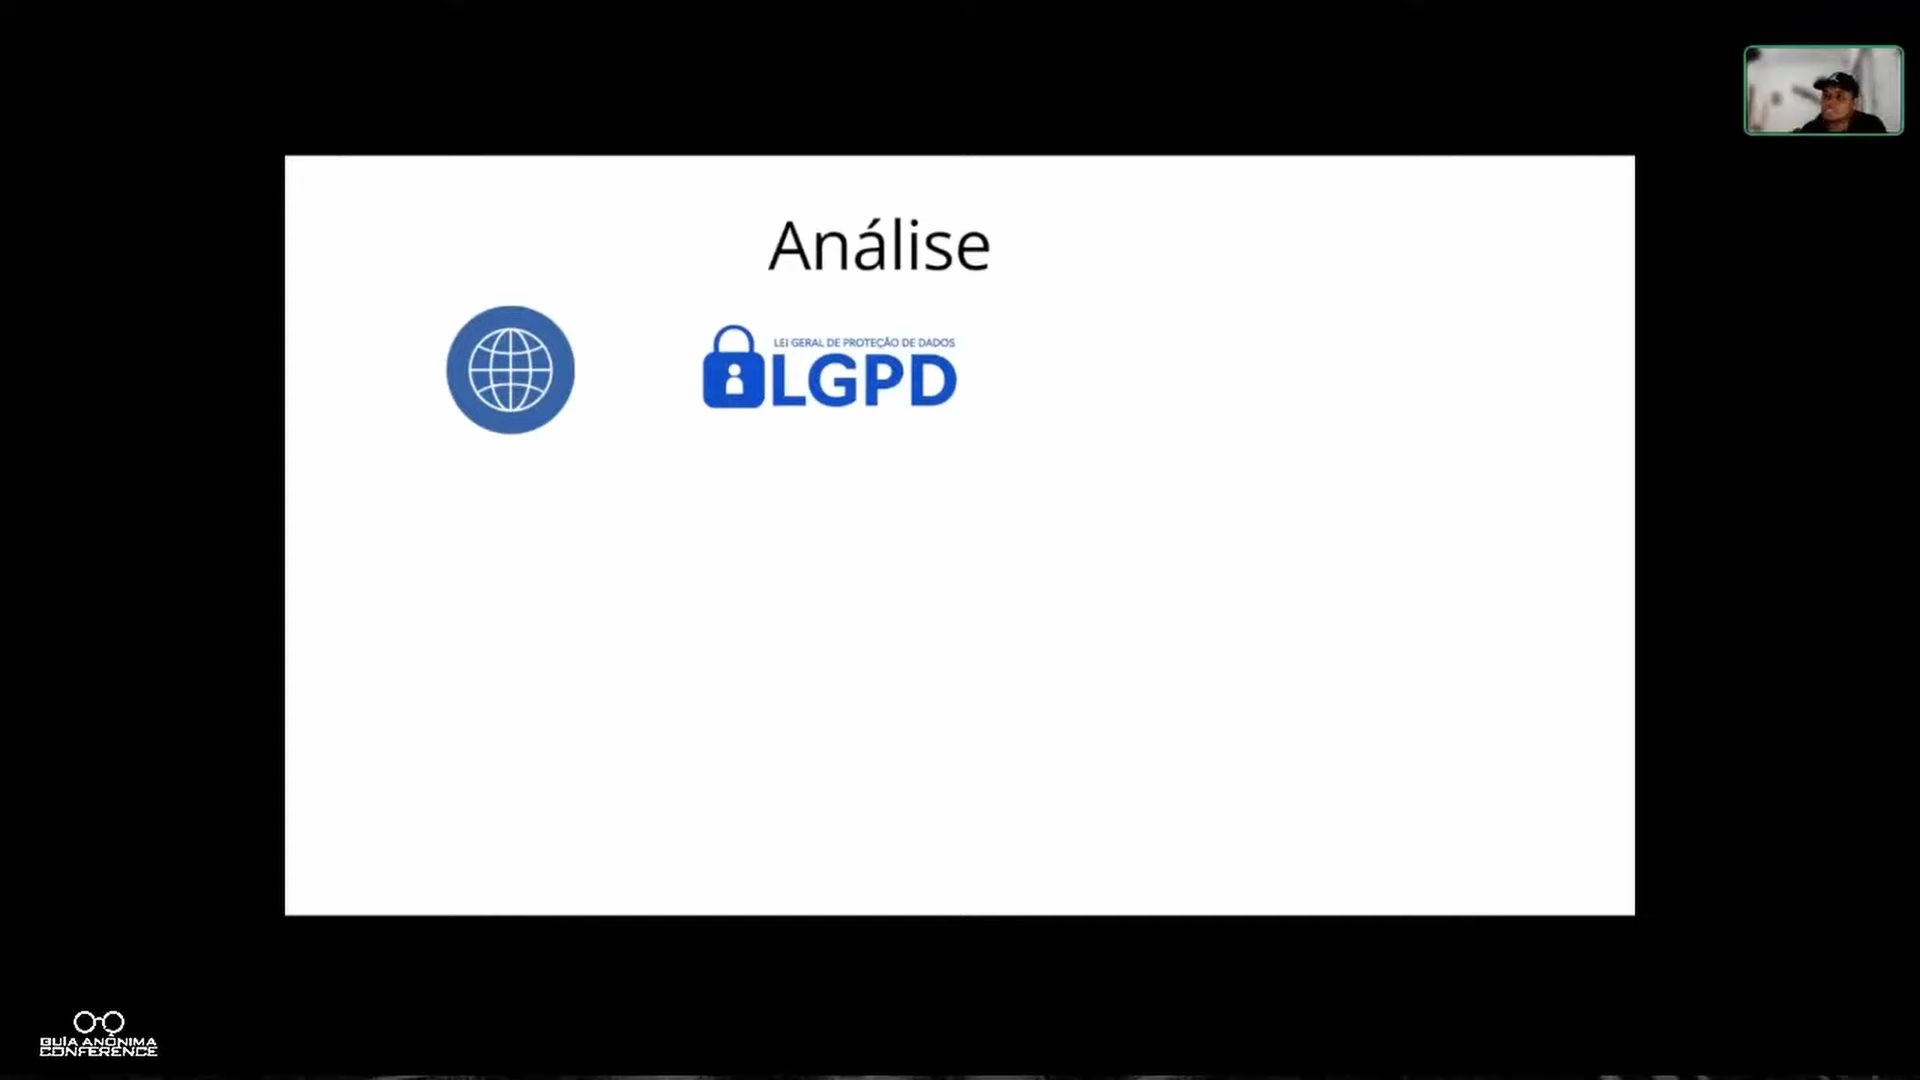 Análise
LEI GERAL DE PROTEÇÃO DE DADOS
LGPD
GUIA ANÔNIMA
CONFERENCE